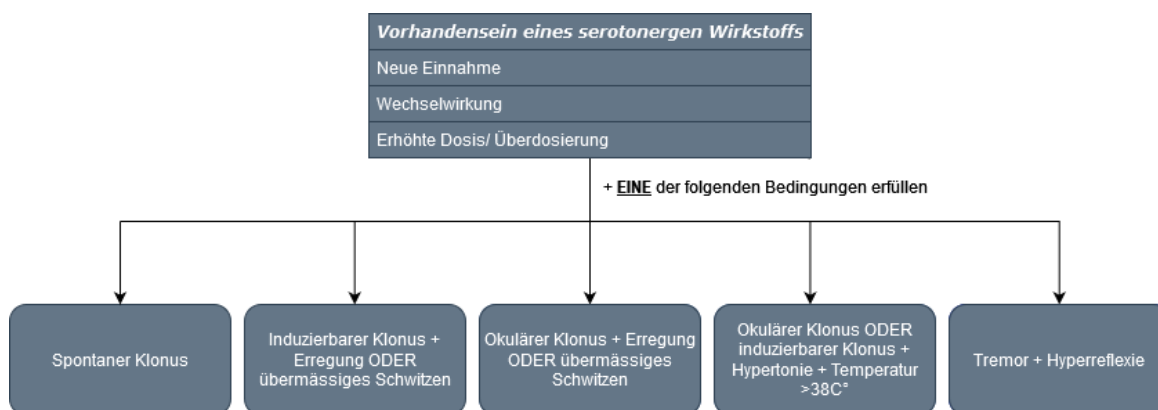 Vorhandensein eines serotonergen Wirkstoffs
Neue Einnahme
Wechselwirkung
Erhöhte Dosis/ Überdosierung
+ EINE der folgenden Bedingungen erfüllen
Spontaner Klonus
Induzierbarer Klonus +
Erregung ODER
übermässiges Schwitzen
Okulärer Klonus + Erregung
ODER übermässiges
Schwitzen
Okulärer Klonus ODER
induzierbarer Klonus +
Hypertonie + Temperatur
>38C°
Tremor + Hyperreflexie